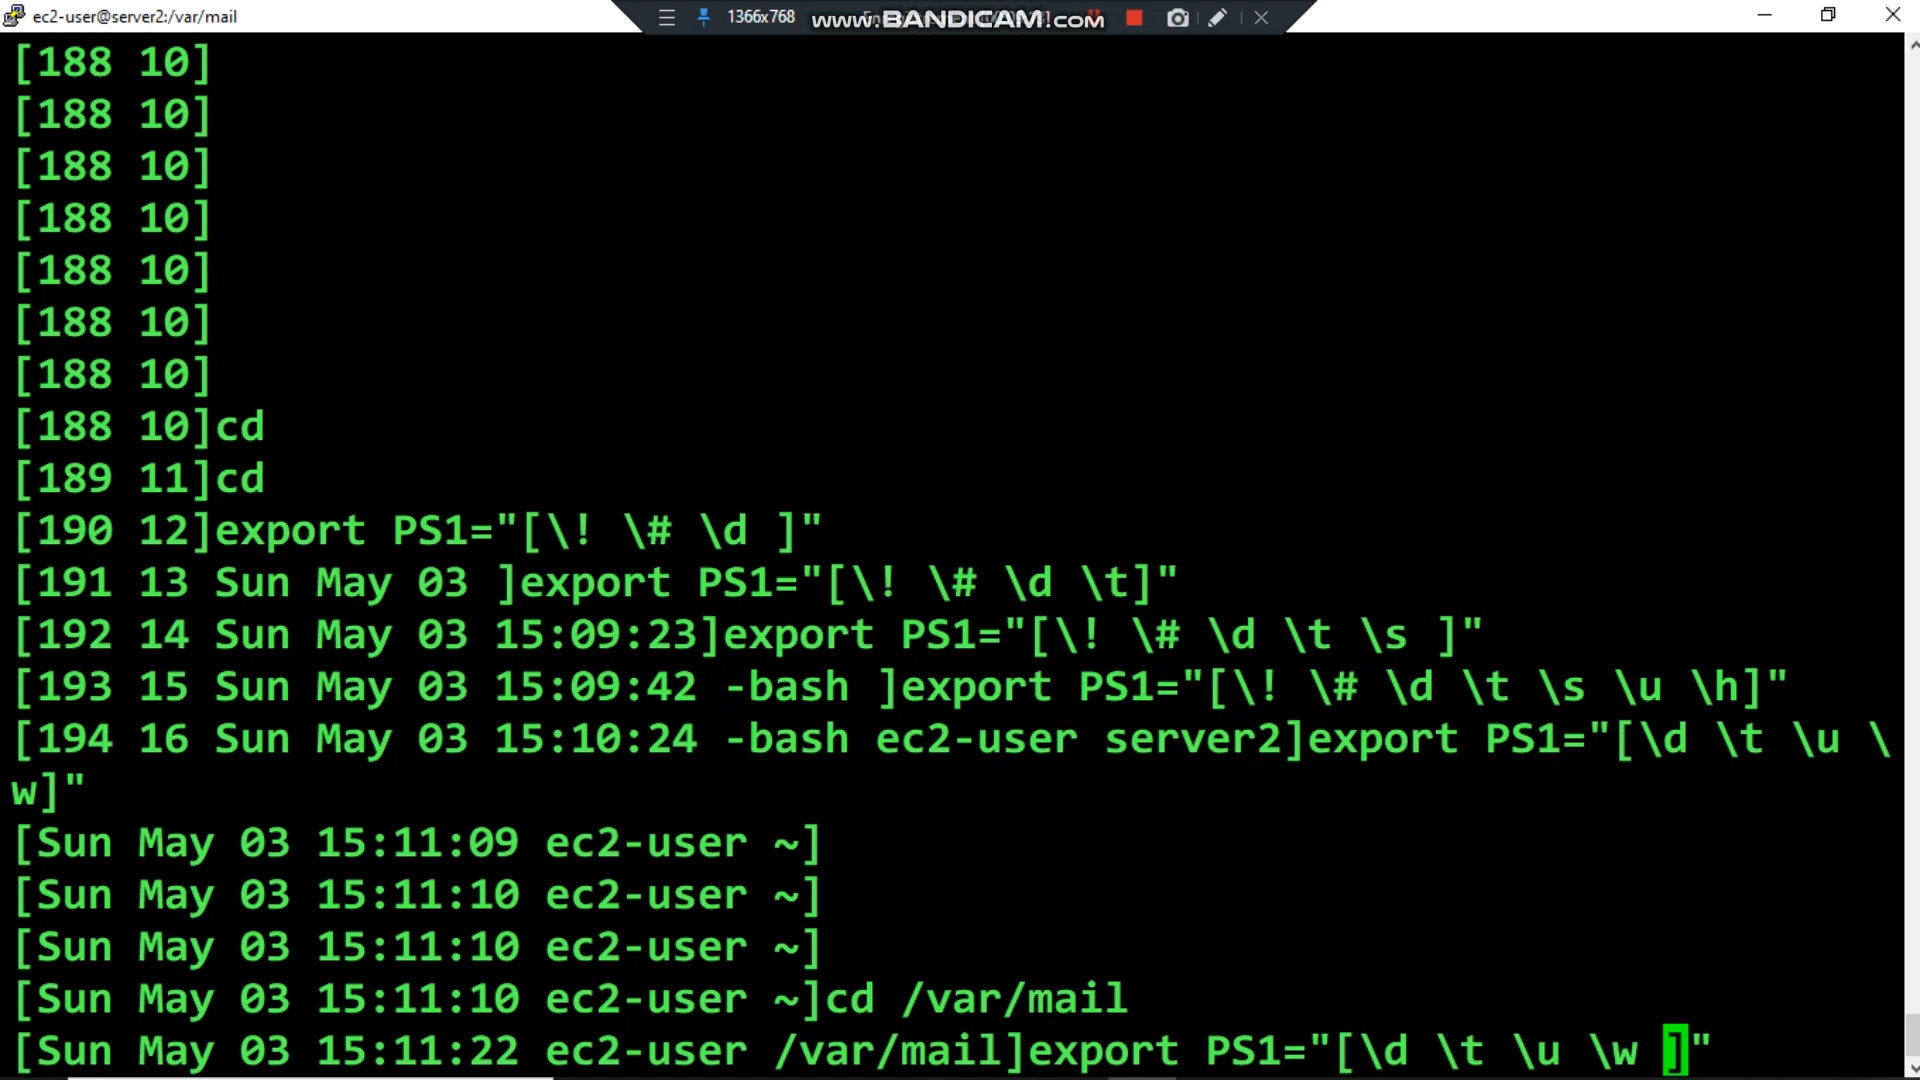 ec2-user@server2:/var/mail
1366x768
www.BANDICAM.com
[188 10]
[188 10]
[188 10]
[188 10]
[188 10]
[188 10]
[188 10]
[188 10]cd
[189 11]cd
[190 12]export PS1="[\! \# \d ]"
[191 13 Sun May 03 ]export PS1="[\! \# \d \t]"
[192 14 Sun May 03 15:09:23]export PS1="[\! \# \d \t \s ]"
[193 15 Sun May 03 15:09:42 -bash ]export PS1="[\! \# \d \t \s \u \h]"
[194 16 Sun May 03 15:10:24 -bash ec2-user server2]export PS1="[\d \t \u \
w]"
[Sun May 03 15:11:09 ec2-user ~]
[Sun May 03 15:11:10 ec2-user ~]
[Sun May 03 15:11:10 ec2-user ~]
[Sun May 03 15:11:10 ec2-user ~]cd /var/mail
[Sun May 03 15:11:22 ec2-user /var/mail]export PS1="[\d \t \u \w ]"